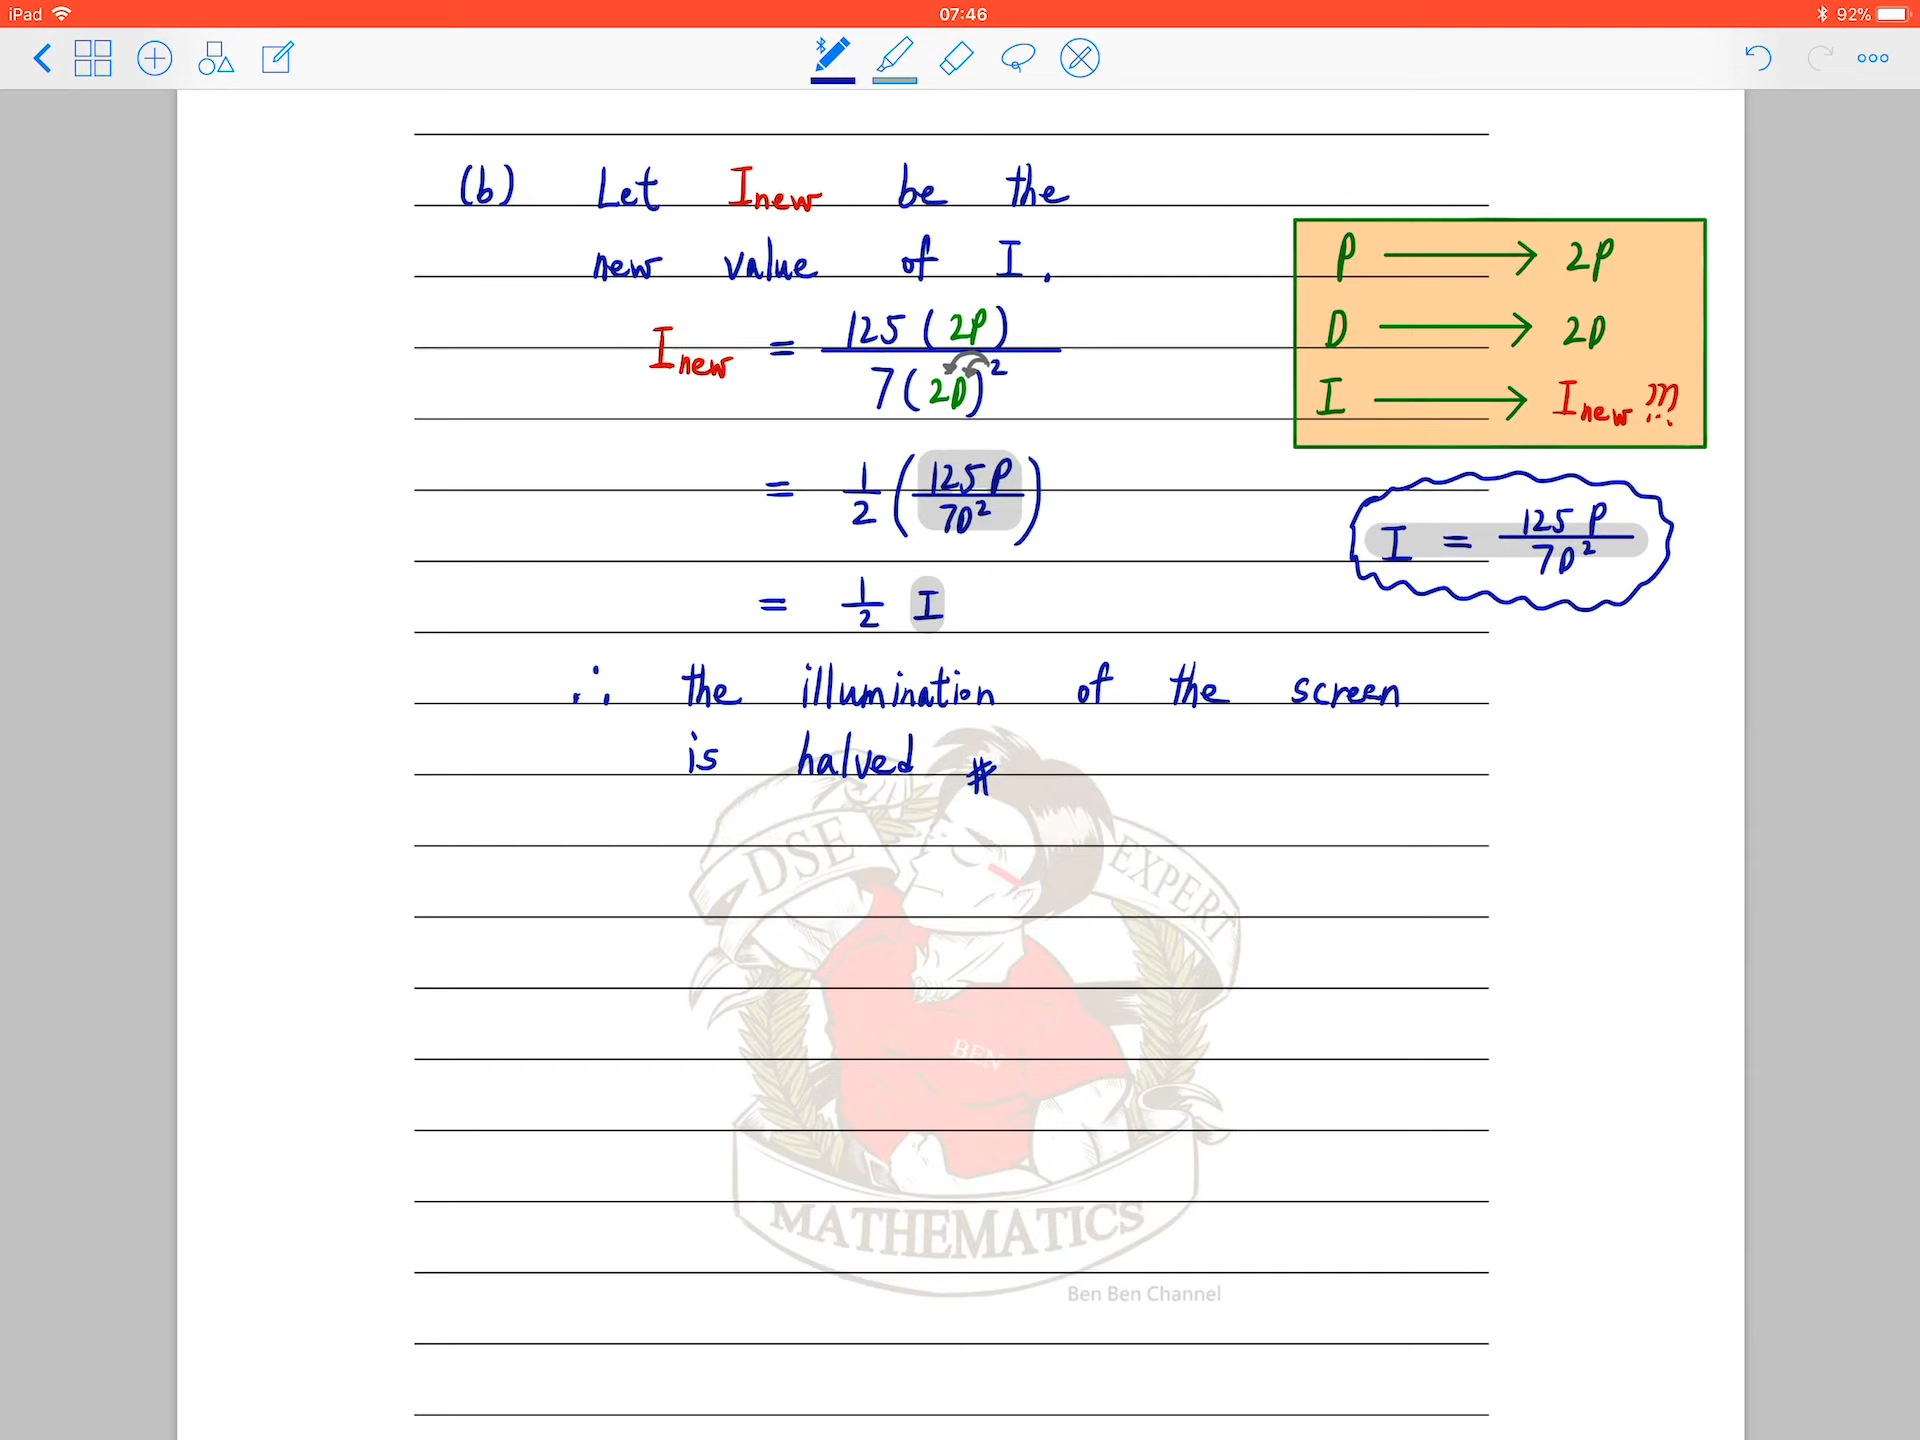 iPad 07:46 92%
(b) Let Inew be the
new value of I.
Inew = 125(2P) / 7(2D)²
= 1/2 (125P / 7D²)
= 1/2 I
∴ the illumination of the screen
is halved #
P → 2P
D → 2D
I → Inew ???
I = 125P / 7D²
DSE EXPERT
BEN
MATHEMATICS
Ben Ben Channel